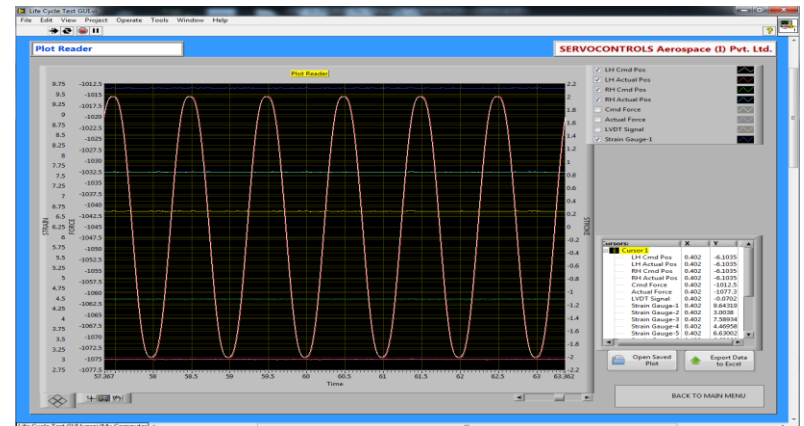 Life Cycle Test GUI.vi
File Edit View Project Operate Tools Window Help
Plot Reader
SERVOCONTROLS Aerospace (I) Pvt. Ltd.
Plot Reader
9.75
9.5
9.25
9
8.75
8.5
8.25
8
7.75
7.5
7.25
7
6.75
6.5
6.25
6
5.75
5.5
5.25
5
4.75
4.5
4.25
4
3.75
3.5
3.25
3
2.75
STRAIN
-1012.5
-1015
-1017.5
-1020
-1022.5
-1025
-1027.5
-1030
-1032.5
-1035
-1037.5
-1040
-1042.5
-1045
-1047.5
-1050
-1052.5
-1055
-1057.5
-1060
-1062.5
-1065
-1067.5
-1070
-1072.5
-1075
-1077.5
FORCE
2.2
2
1.8
1.6
1.4
1.2
1
0.8
0.6
0.4
0.2
0
-0.2
-0.4
-0.6
-0.8
-1
-1.2
-1.4
-1.6
-1.8
-2
-2.2
STROKE
57.367 58 58.5 59 59.5 60 60.5 61 61.5 62 62.5 63 63.362
Time
LH Cmd Pos
LH Actual Pos
RH Cmd Pos
RH Actual Pos
Cmd Force
Actual Force
LVDT Signal
Strain Gauge-1
Cursors: X Y
Cursor 1
LH Cmd Pos 0.402 -6.1035
LH Actual Pos 0.402 -6.1035
RH Cmd Pos 0.402 -6.1035
RH Actual Pos 0.402 -6.1035
Cmd Force 0.402 -1012.5
Actual Force 0.402 -1077.3
LVDT Signal 0.402 -0.0702
Strain Gauge-1 0.402 9.64319
Strain Gauge-2 0.402 3.0038
Strain Gauge-3 0.402 7.58934
Strain Gauge-4 0.402 4.46958
Strain Gauge-5 0.402 6.63002
Open Saved
Plot
Export Data
to Excel
BACK TO MAIN MENU